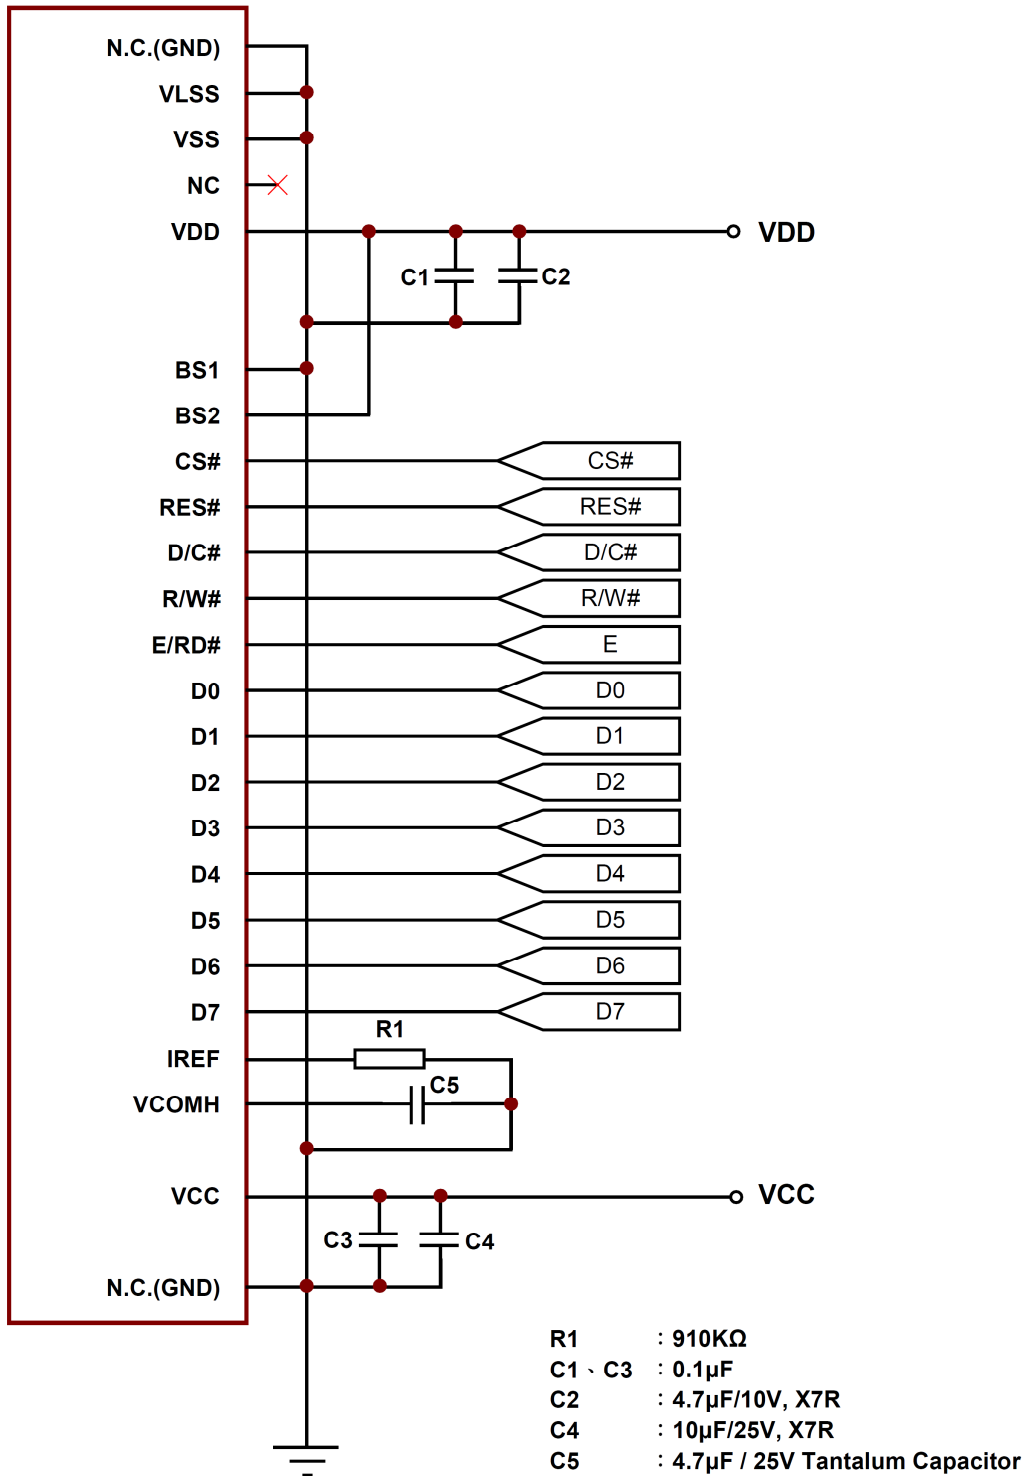 N.C.(GND)
VLSS
VSS
NC
VDD
VDD
C1
C2
BS1
BS2
CS#
CS#
RES#
RES#
D/C#
D/C#
R/W#
R/W#
E/RD#
E
D0
D0
D1
D1
D2
D2
D3
D3
D4
D4
D5
D5
D6
D6
D7
D7
R1
IREF
C5
VCOMH
VCC
VCC
C3
C4
N.C.(GND)
R1 : 910KΩ
C1、C3 : 0.1μF
C2 : 4.7μF/10V, X7R
C4 : 10μF/25V, X7R
C5 : 4.7μF / 25V Tantalum Capacitor